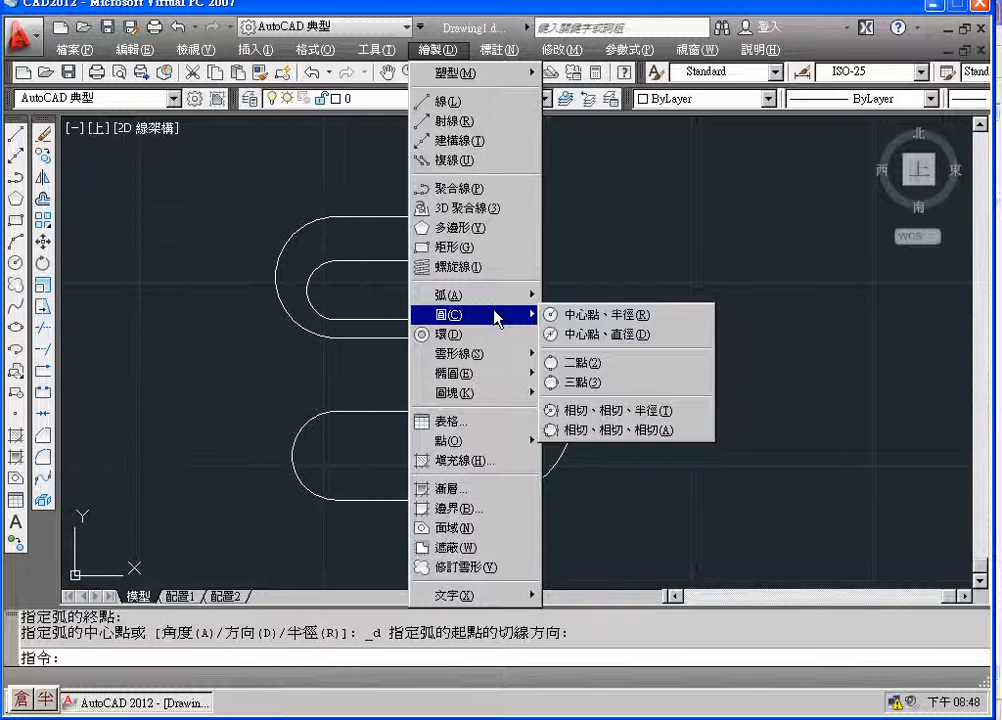 CAD2012 - Microsoft Virtual PC 2007
AutoCAD 典型
Drawing1.d...
鍵入關鍵字或詞組
登入
檔案(F) 編輯(E) 檢視(V) 插入(I) 格式(O) 工具(T) 繪製(D) 標註(N) 修改(M) 參數式(P) 視窗(W) 說明(H)
Standard
ISO-25
Stand
AutoCAD 典型
0
ByLayer
ByLayer
[−] [上] [2D 線架構]
北
西
上
東
南
WCS
塑型(M)
線(L)
射線(R)
建構線(T)
複線(U)
聚合線(P)
3D 聚合線(3)
多邊形(Y)
矩形(G)
螺旋線(I)
弧(A)
圓(C)
環(D)
雲形線(S)
橢圓(E)
圖塊(K)
表格...
點(O)
填充線(H)...
漸層...
邊界(B)...
面域(N)
遮蔽(W)
修訂雲形(V)
文字(X)
中心點、半徑(R)
中心點、直徑(D)
二點(2)
三點(3)
相切、相切、半徑(T)
相切、相切、相切(A)
Y
X
模型 配置1 配置2
指定弧的終點:
指定弧的中心點或 [角度(A)/方向(D)/半徑(R)]: _d 指定弧的起點的切線方向:
指令:
倉 半
AutoCAD 2012 - [Drawin...
下午 08:48